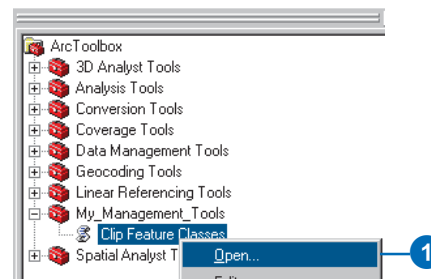 ArcToolbox
3D Analyst Tools
Analysis Tools
Conversion Tools
Coverage Tools
Data Management Tools
Geocoding Tools
Linear Referencing Tools
My_Management_Tools
Clip Feature Classes
Spatial Analyst T
Open...
1